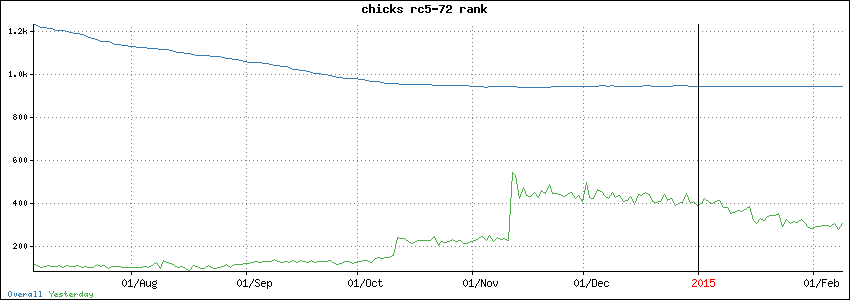 chicks rc5-72 rank
1.2k
1.0k
800
600
400
200
01/Aug 01/Sep 01/Oct 01/Nov 01/Dec 2015 01/Feb
Overall Yesterday